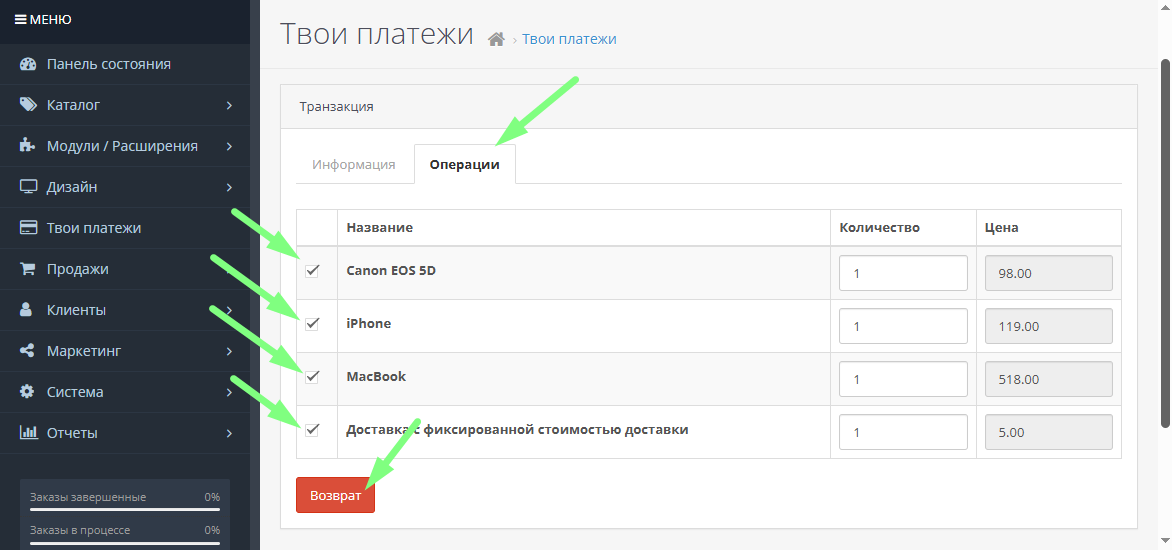 МЕНЮ
Панель состояния
Каталог
Модули / Расширения
Дизайн
Твои платежи
Продажи
Клиенты
Маркетинг
Система
Отчеты
Заказы завершенные 0%
Заказы в процессе 0%
Твои платежи › Твои платежи
Транзакция
Информация Операции
Название Количество Цена
Canon EOS 5D 1 98.00
iPhone 1 119.00
MacBook 1 518.00
Доставка с фиксированной стоимостью доставки 1 5.00
Возврат